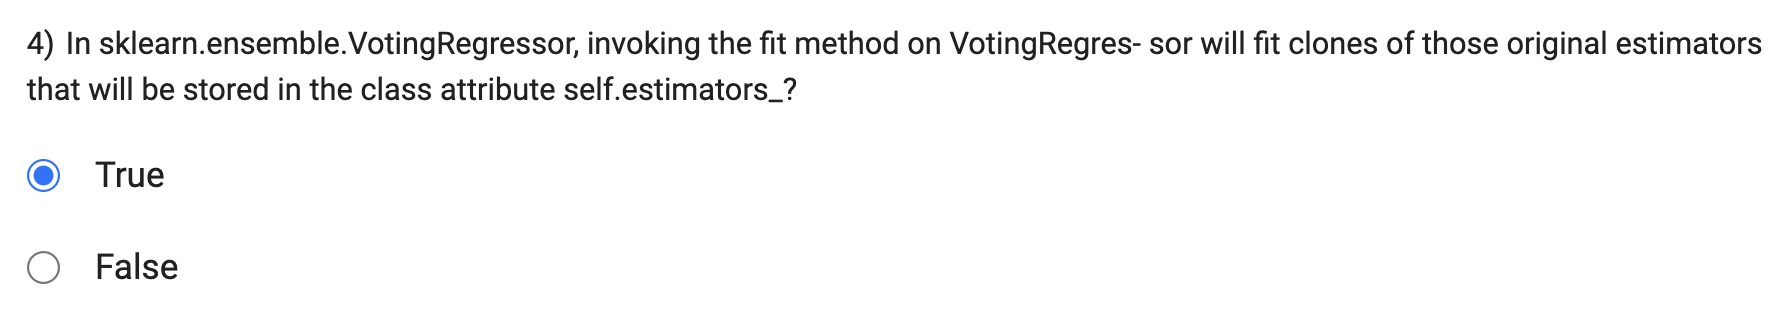 4) In sklearn.ensemble.VotingRegressor, invoking the fit method on VotingRegres- sor will fit clones of those original estimators
that will be stored in the class attribute self.estimators_?
True
False